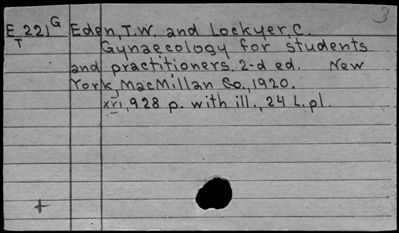 3
E 221 G Eden, T.W. and Lockyer, C.
T Gynaecology for students
and practitioners. 2-d ed. New
York, MacMillan Co., 1920.
xvi, 928 p. with ill., 24 L. pl.
+